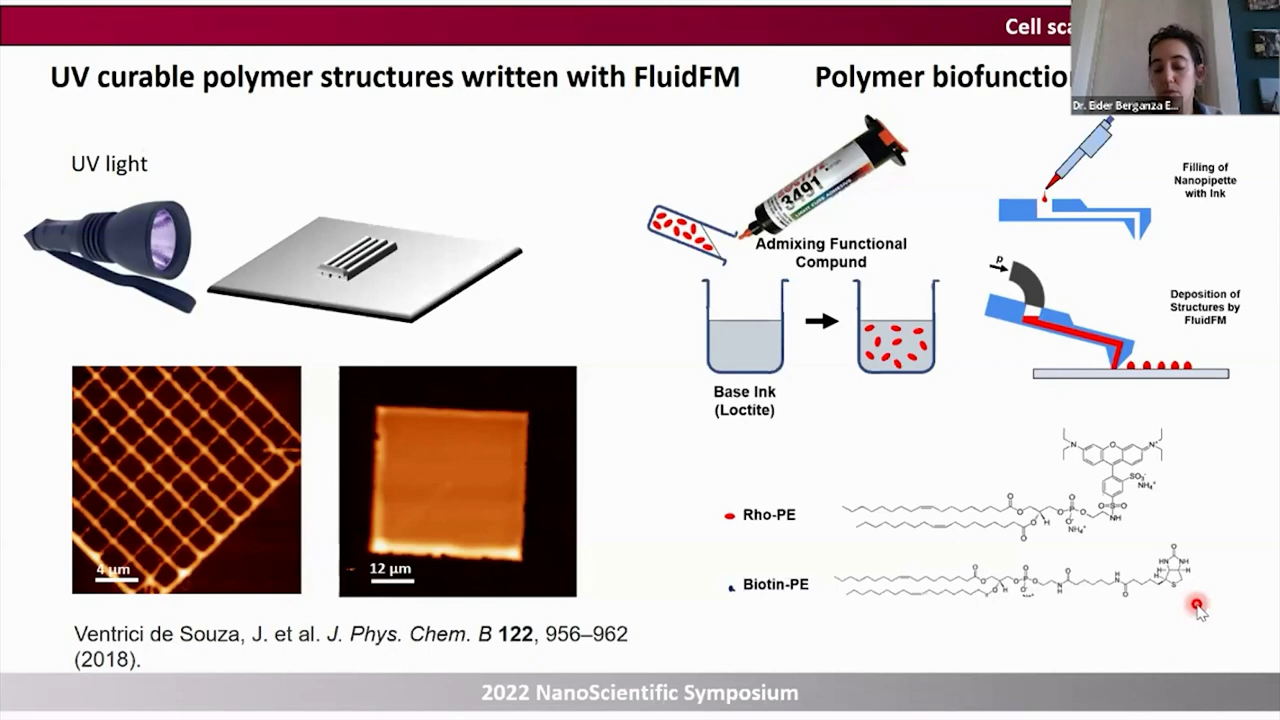 Cell sca
UV curable polymer structures written with FluidFM
Polymer biofunctio
Dr. Eider Berganza E...
UV light
3491
Admixing Functional
Compund
Filling of
Nanopipette
with Ink
p
Deposition of
Structures by
FluidFM
Base Ink
(Loctite)
4 µm
12 µm
Rho-PE
Biotin-PE
Ventrici de Souza, J. et al. J. Phys. Chem. B 122, 956–962
(2018).
2022 NanoScientific Symposium